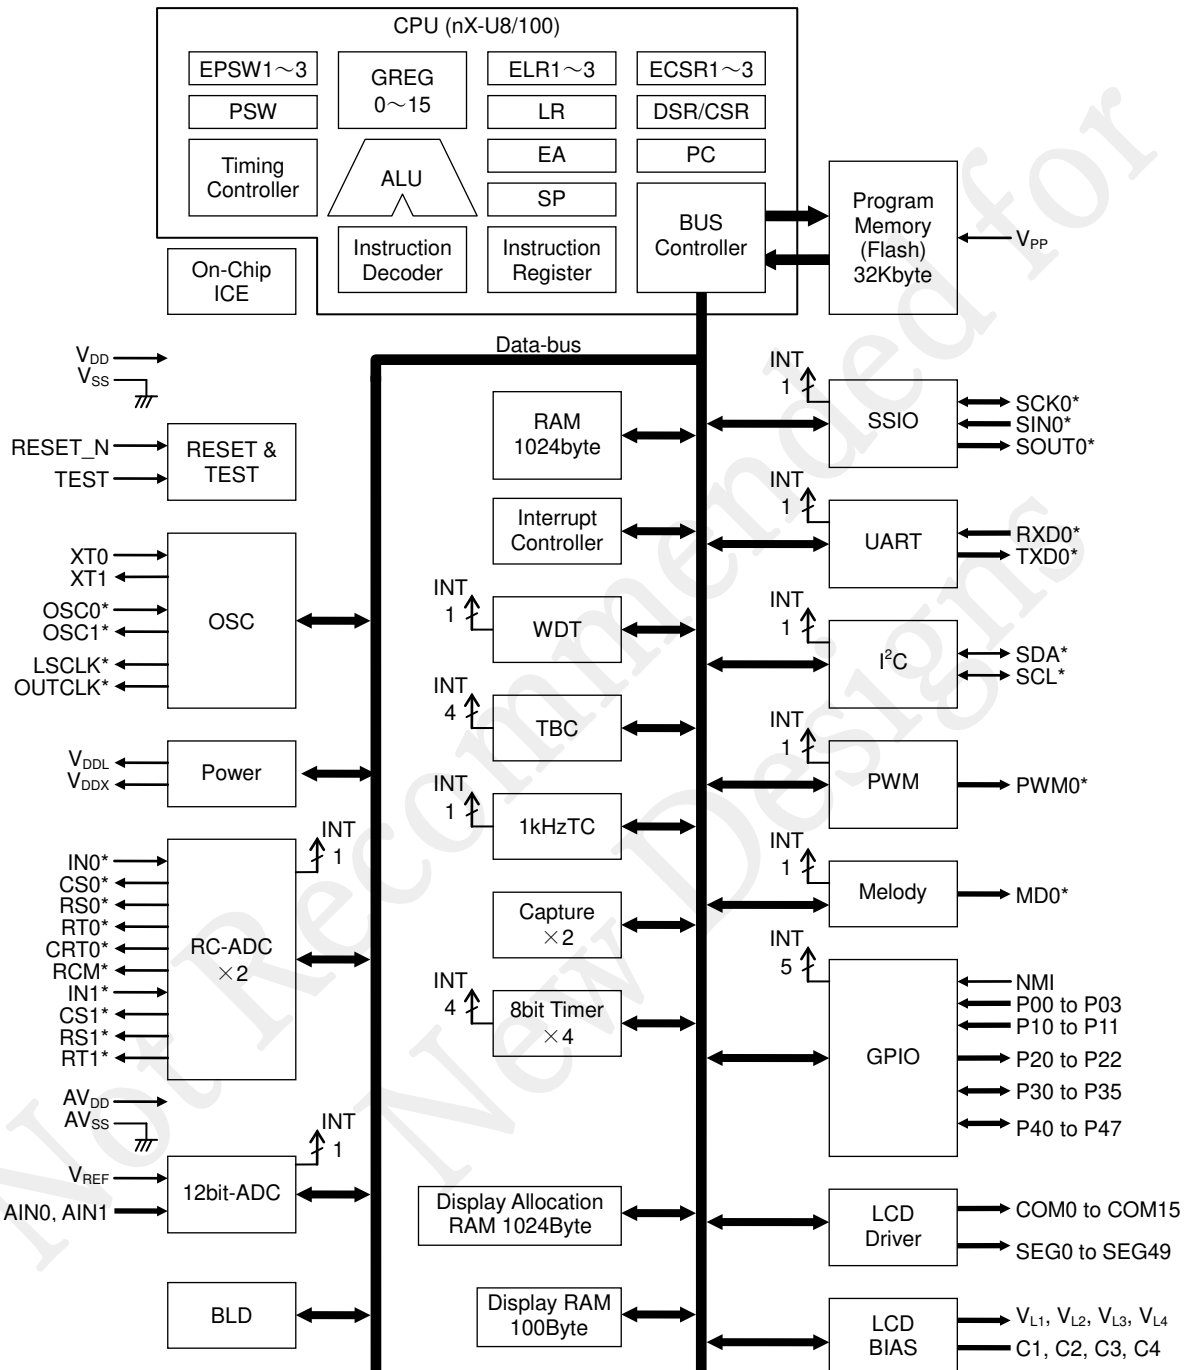 CPU (nX-U8/100)
EPSW1～3
GREG
0～15
ELR1～3
ECSR1～3
PSW
LR
DSR/CSR
Timing
Controller
ALU
EA
PC
SP
BUS
Controller
Program
Memory
(Flash)
32Kbyte
VPP
On-Chip
ICE
Instruction
Decoder
Instruction
Register
Data-bus
VDD
VSS
RESET_N
TEST
RESET &
TEST
XT0
XT1
OSC0*
OSC1*
LSCLK*
OUTCLK*
OSC
VDDL
VDDX
Power
IN0*
CS0*
RS0*
RT0*
CRT0*
RCM*
IN1*
CS1*
RS1*
RT1*
RC-ADC
×2
INT
1
AVDD
AVSS
VREF
AIN0, AIN1
12bit-ADC
INT
1
BLD
RAM
1024byte
Interrupt
Controller
INT
1
WDT
INT
4
TBC
INT
1
1kHzTC
Capture
×2
INT
4
8bit Timer
×4
Display Allocation
RAM 1024Byte
Display RAM
100Byte
INT
1
SSIO
SCK0*
SIN0*
SOUT0*
INT
1
UART
RXD0*
TXD0*
INT
1
I²C
SDA*
SCL*
INT
1
PWM
PWM0*
INT
1
Melody
MD0*
INT
5
GPIO
NMI
P00 to P03
P10 to P11
P20 to P22
P30 to P35
P40 to P47
LCD
Driver
COM0 to COM15
SEG0 to SEG49
LCD
BIAS
VL1, VL2, VL3, VL4
C1, C2, C3, C4
Not Recommended for
New Designs